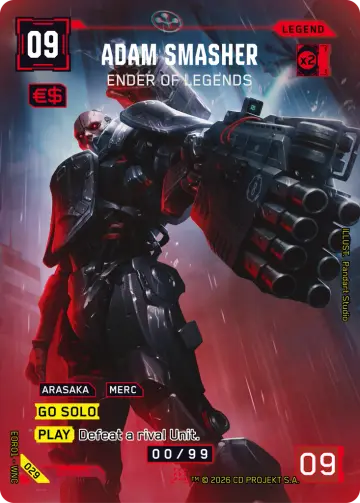 09
ADAM SMASHER
ENDER OF LEGENDS
LEGEND
x2
€$
ILLUST. Pandart Studio
ARASAKA
MERC
GO SOLO
PLAY Defeat a rival Unit.
00/99
09
029
™ © 2026 CD PROJEKT S.A.